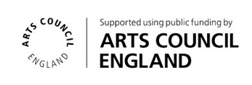 ARTS COUNCIL
ENGLAND
Supported using public funding by
ARTS COUNCIL
ENGLAND